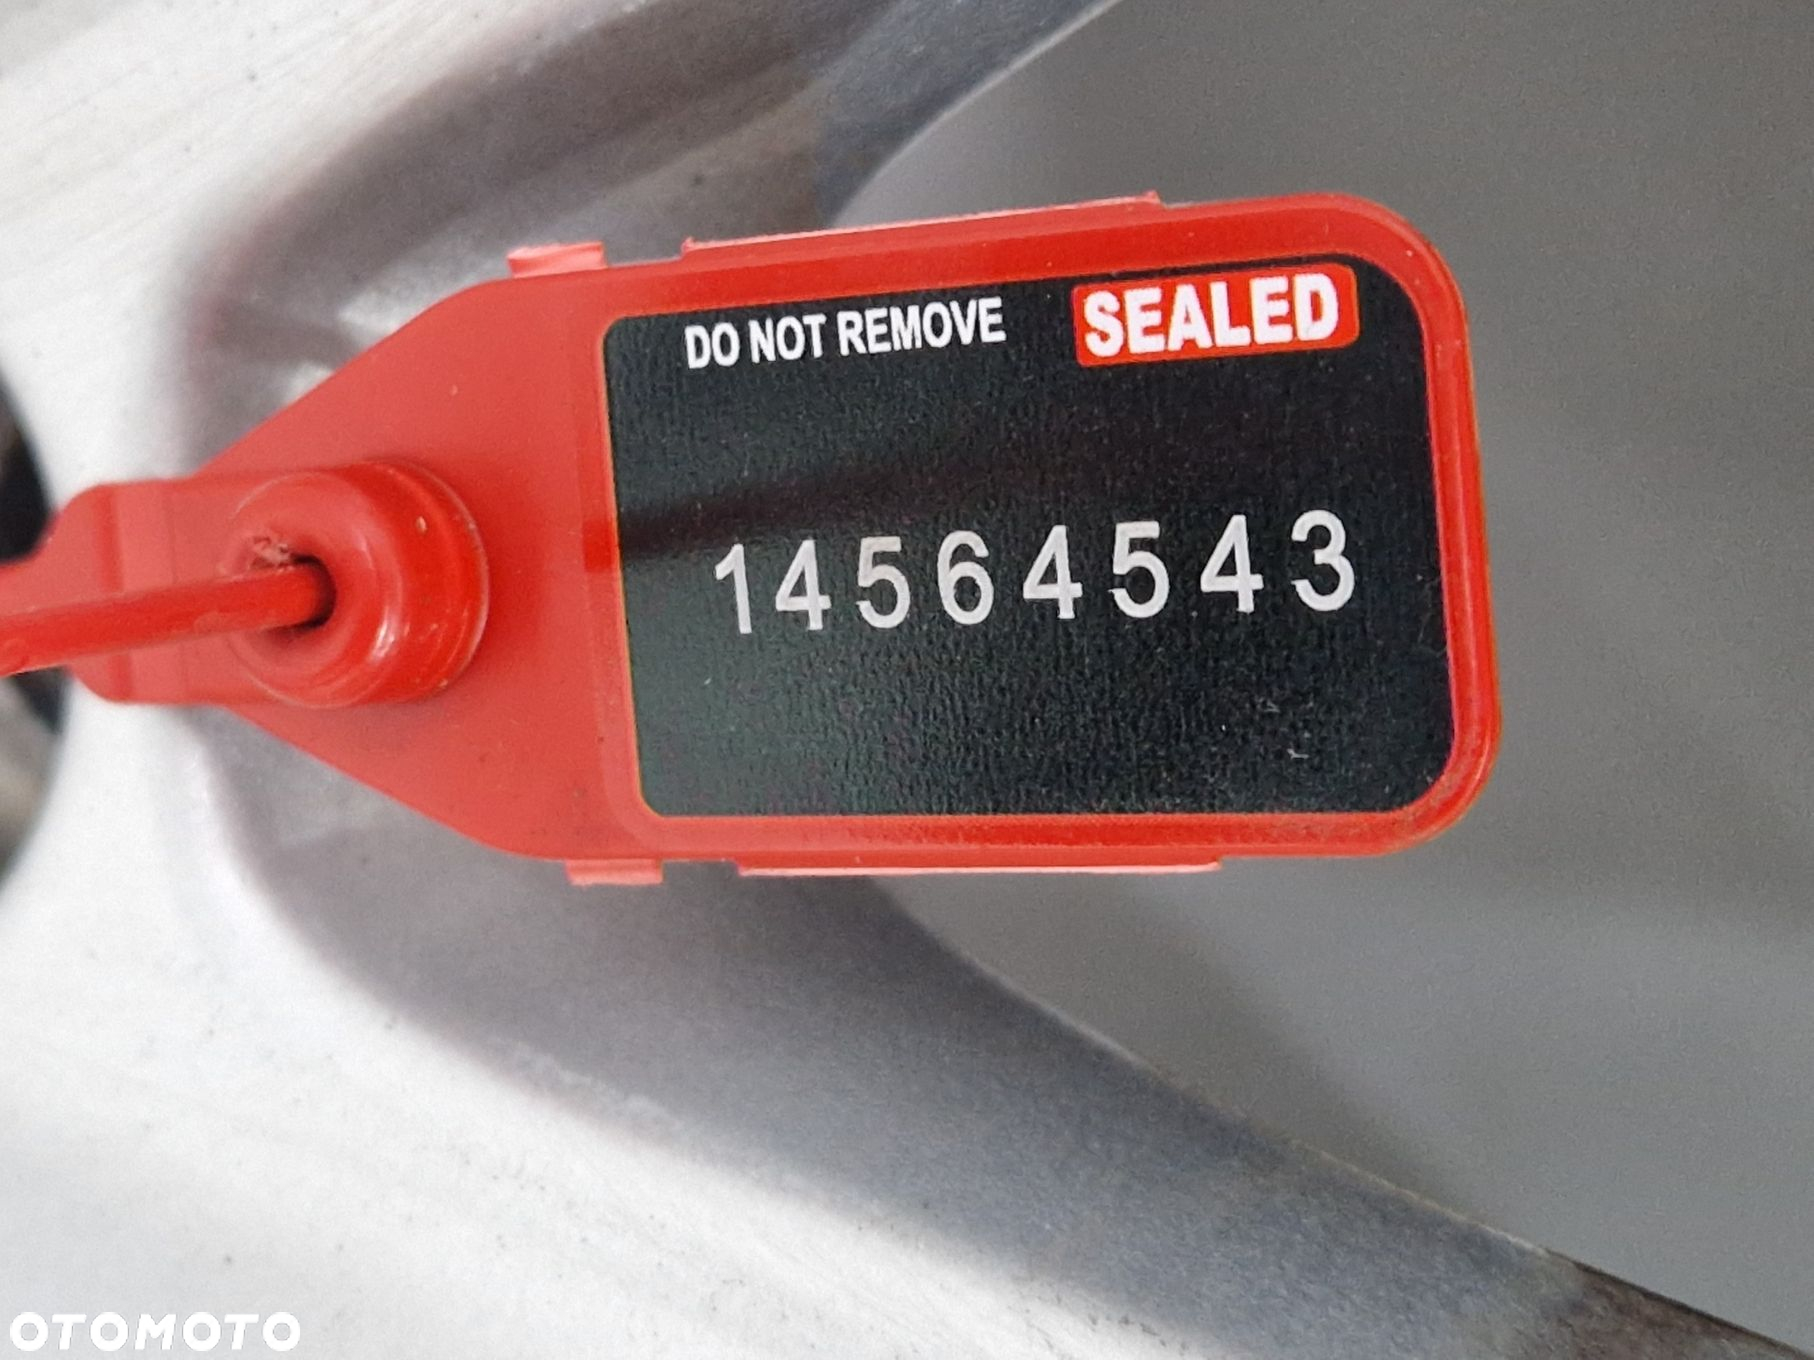 DO NOT REMOVE SEALED
14564543
OTOMOTO